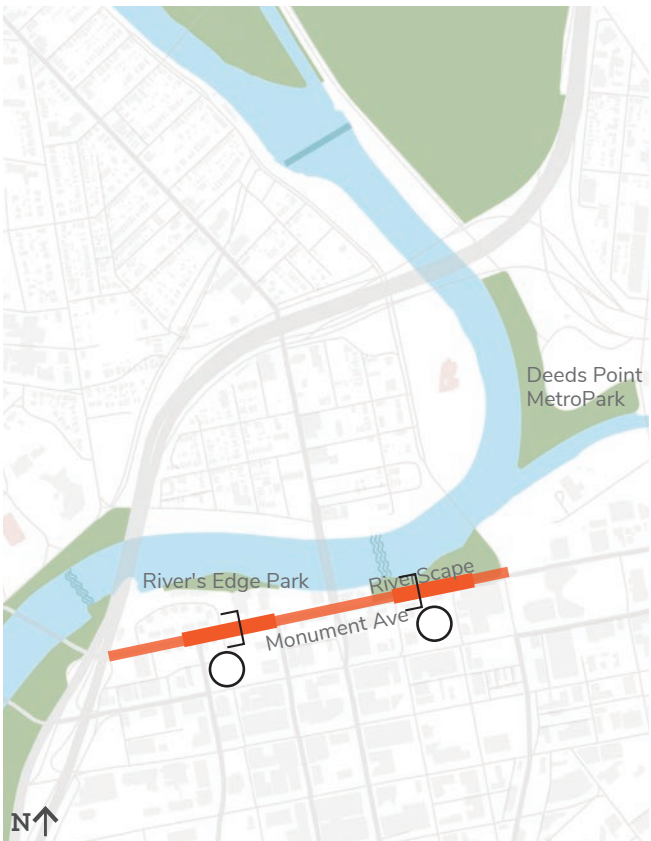 Deeds Point
MetroPark
River's Edge Park
RiverScape
Monument Ave
N